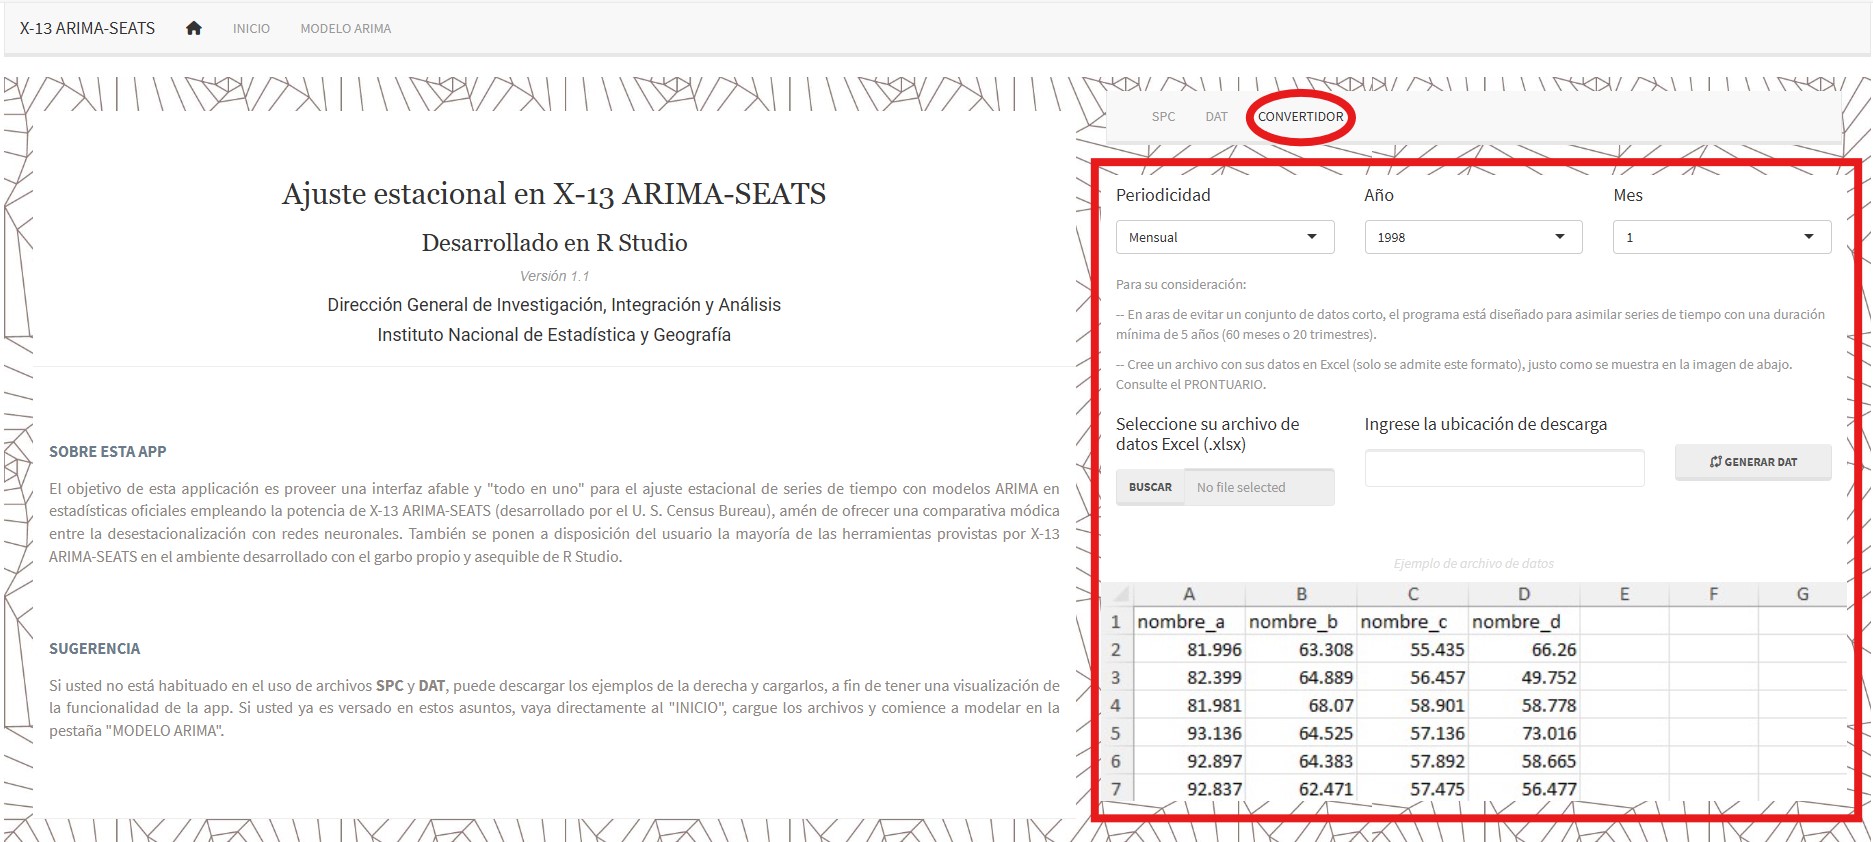 X-13 ARIMA-SEATS INICIO MODELO ARIMA
Ajuste estacional en X-13 ARIMA-SEATS
Desarrollado en R Studio
Versión 1.1
Dirección General de Investigación, Integración y Análisis
Instituto Nacional de Estadística y Geografía
SOBRE ESTA APP
El objetivo de esta applicación es proveer una interfaz afable y "todo en uno" para el ajuste estacional de series de tiempo con modelos ARIMA en
estadísticas oficiales empleando la potencia de X-13 ARIMA-SEATS (desarrollado por el U. S. Census Bureau), amén de ofrecer una comparativa módica
entre la desestacionalización con redes neuronales. También se ponen a disposición del usuario la mayoría de las herramientas provistas por X-13
ARIMA-SEATS en el ambiente desarrollado con el garbo propio y asequible de R Studio.
SUGERENCIA
Si usted no está habituado en el uso de archivos SPC y DAT, puede descargar los ejemplos de la derecha y cargarlos, a fin de tener una visualización de
la funcionalidad de la app. Si usted ya es versado en estos asuntos, vaya directamente al "INICIO", cargue los archivos y comience a modelar en la
pestaña "MODELO ARIMA".
SPC DAT CONVERTIDOR
Periodicidad Año Mes
Mensual 1998 1
Para su consideración:
-- En aras de evitar un conjunto de datos corto, el programa está diseñado para asimilar series de tiempo con una duración
mínima de 5 años (60 meses o 20 trimestres).
-- Cree un archivo con sus datos en Excel (solo se admite este formato), justo como se muestra en la imagen de abajo.
Consulte el PRONTUARIO.
Seleccione su archivo de
datos Excel (.xlsx)
Ingrese la ubicación de descarga
BUSCAR No file selected
GENERAR DAT
Ejemplo de archivo de datos
A B C D E F G
1 nombre_a nombre_b nombre_c nombre_d
2 81.996 63.308 55.435 66.26
3 82.399 64.889 56.457 49.752
4 81.981 68.07 58.901 58.778
5 93.136 64.525 57.136 73.016
6 92.897 64.383 57.892 58.665
7 92.837 62.471 57.475 56.477